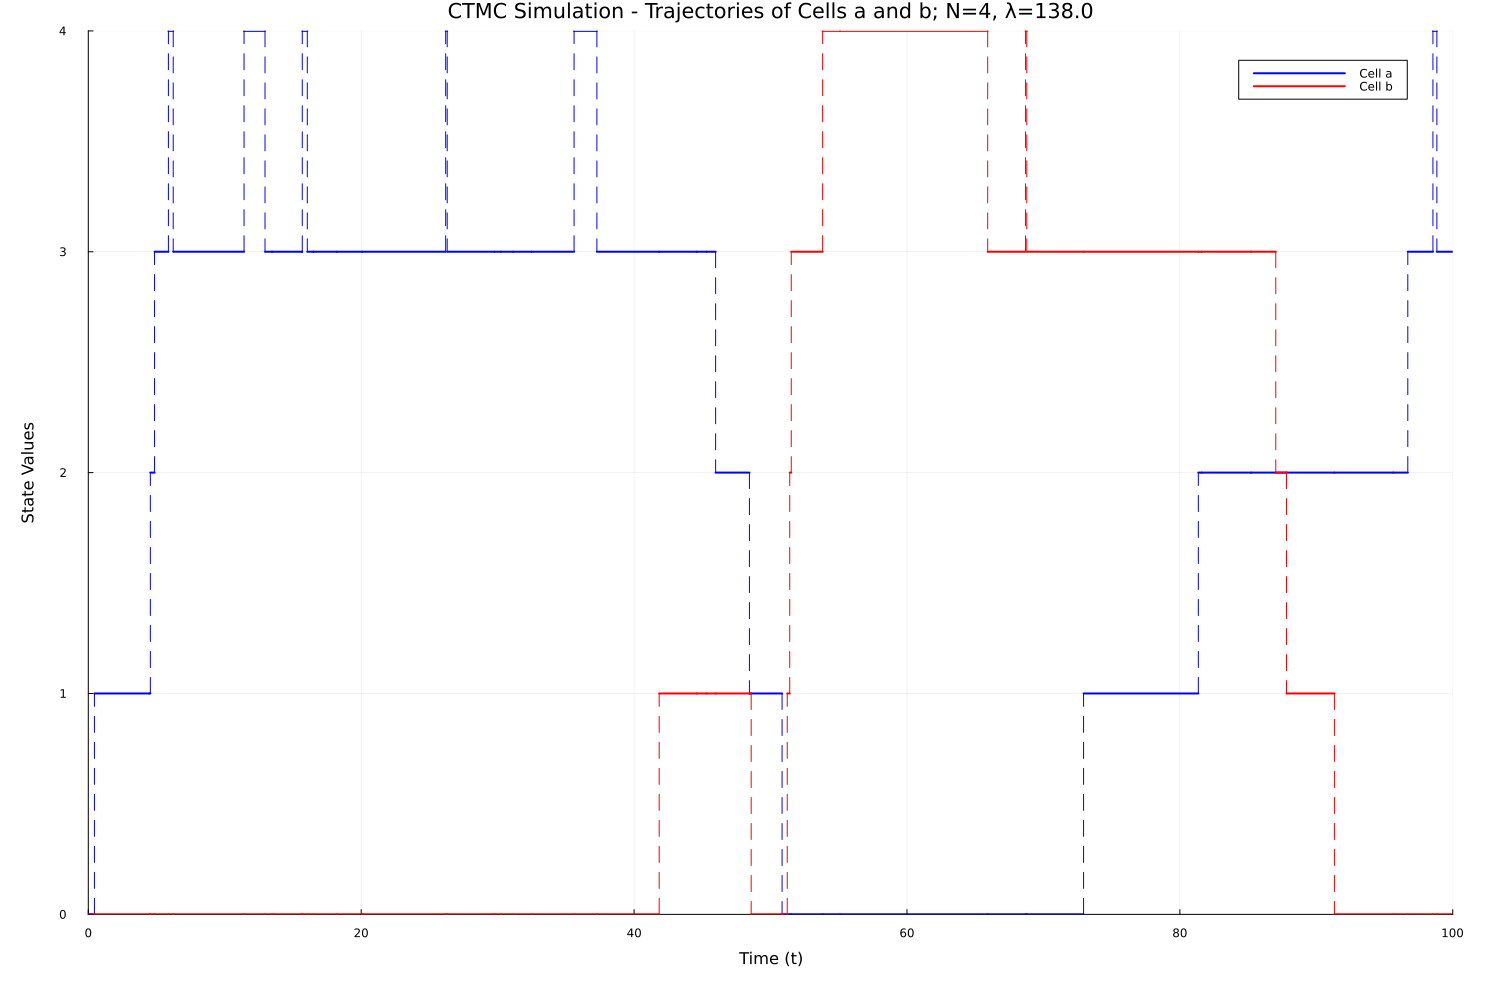 CTMC Simulation - Trajectories of Cells a and b; N=4, λ=138.0
4
Cell a
Cell b
3
State Values
2
1
0
0 20 40 60 80 100
Time (t)